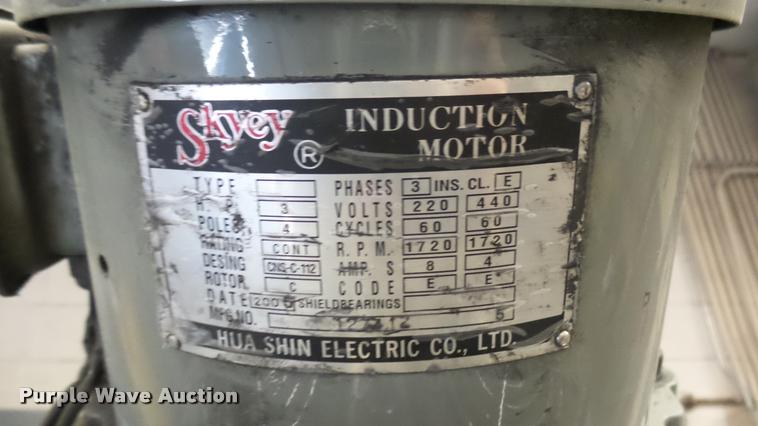 Skyey ® INDUCTION
MOTOR
TYPE PHASES 3 INS. CL. E
H. P. 3 VOLTS 220 440
POLES 4 CYCLES 60 60
RATING CONT R. P. M. 1720 1720
DESING CNS-C-112 AMP. S 8 4
ROTOR C CODE E E
DATE 200 SHIELDBEARINGS
MFG NO. 5
HUA SHIN ELECTRIC CO., LTD.
Purple Wave Auction